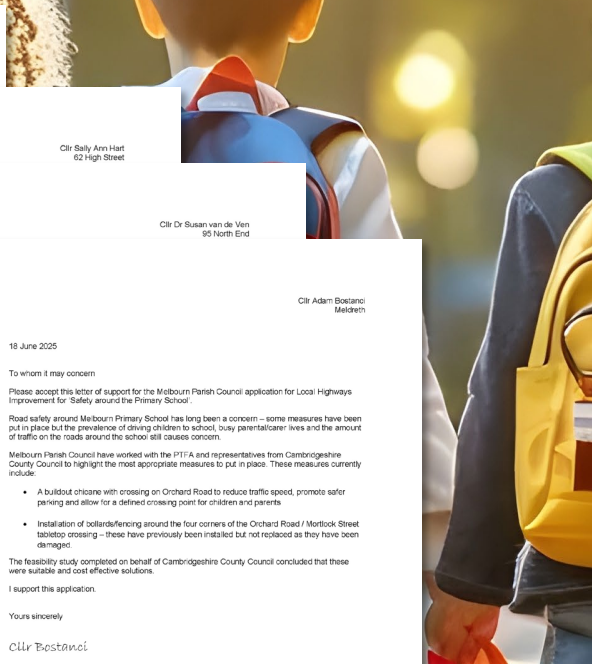 Cllr Sally Ann Hart
62 High Street
Cllr Dr Susan van de Ven
95 North End
Cllr Adam Bostanci
Meldreth
18 June 2025
To whom it may concern
Please accept this letter of support for the Melbourn Parish Council application for Local Highways
Improvement for 'Safety around the Primary School'.
Road safety around Melbourn Primary School has long been a concern – some measures have been
put in place but the prevalence of driving children to school, busy parental/carer lives and the amount
of traffic on the roads around the school still causes concern.
Melbourn Parish Council have worked with the PTFA and representatives from Cambridgeshire
County Council to highlight the most appropriate measures to put in place. These measures currently
include:
• A buildout chicane with crossing on Orchard Road to reduce traffic speed, promote safer
parking and allow for a defined crossing point for children and parents
• Installation of bollards/fencing around the four corners of the Orchard Road / Mortlock Street
tabletop crossing – these have previously been installed but not replaced as they have been
damaged.
The feasibility study completed on behalf of Cambridgeshire County Council concluded that these
were suitable and cost effective solutions.
I support this application.
Yours sincerely
Cllr Bostanci